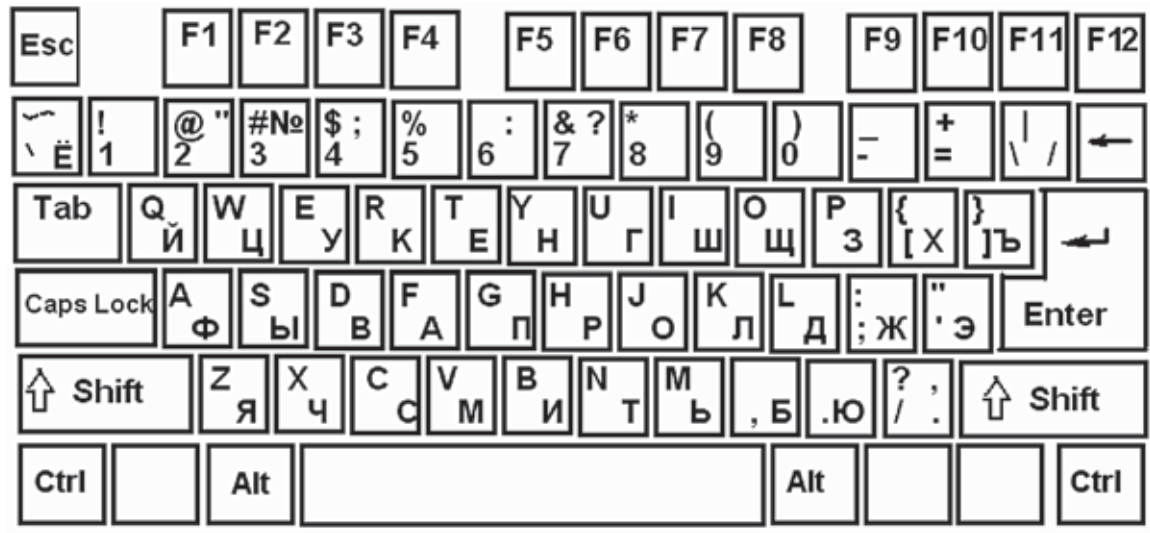 Esc F1 F2 F3 F4 F5 F6 F7 F8 F9 F10 F11 F12
~ ` Ё ! 1 @ " 2 # № 3 $ ; 4 % 5 : 6 & ? 7 * 8 ( 9 ) 0 _ - + = | \ /
Tab Q Й W Ц E У R К T Е Y Н U Г I Ш O Щ P З { [ Х } ] Ъ
Caps Lock A Ф S Ы D В F А G П H Р J О K Л L Д : ; Ж " ' Э Enter
Shift Z Я X Ч C С V М B И N Т M Ь , Б . Ю ? , / . Shift
Ctrl Alt Alt Ctrl